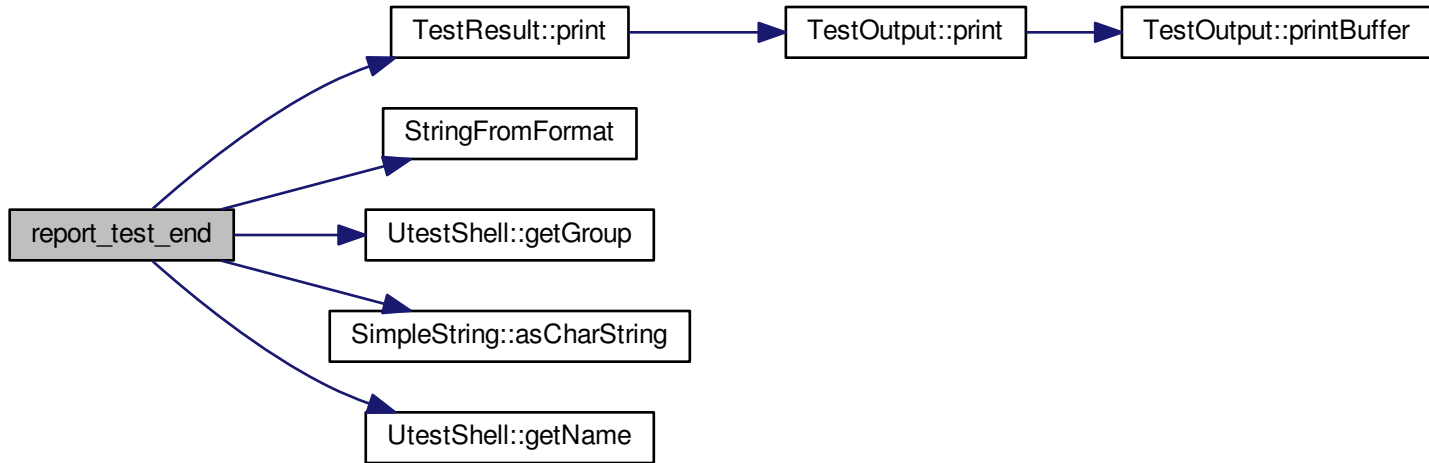 TestResult::print
TestOutput::print
TestOutput::printBuffer
StringFromFormat
report_test_end
UtestShell::getGroup
SimpleString::asCharString
UtestShell::getName